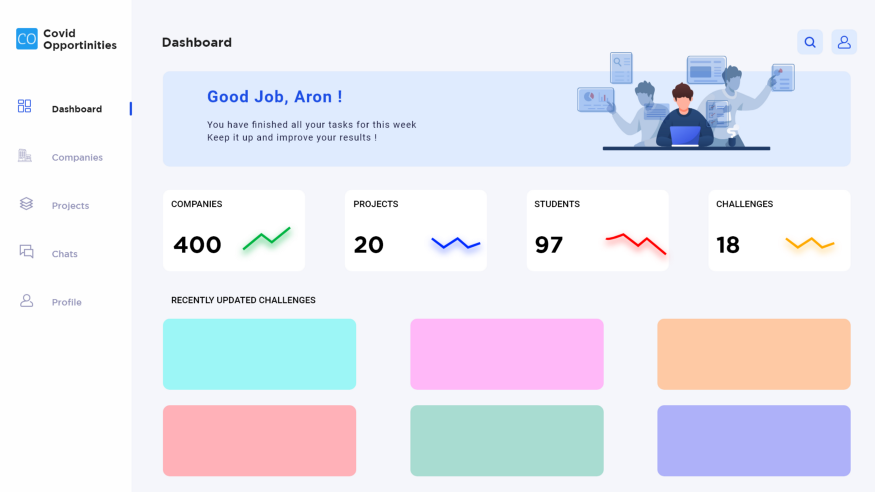 CO
Covid
Opportinities
Dashboard
Dashboard
Companies
Projects
Chats
Profile
Good Job, Aron !
You have finished all your tasks for this week
Keep it up and improve your results !
COMPANIES
400
PROJECTS
20
STUDENTS
97
CHALLENGES
18
RECENTLY UPDATED CHALLENGES